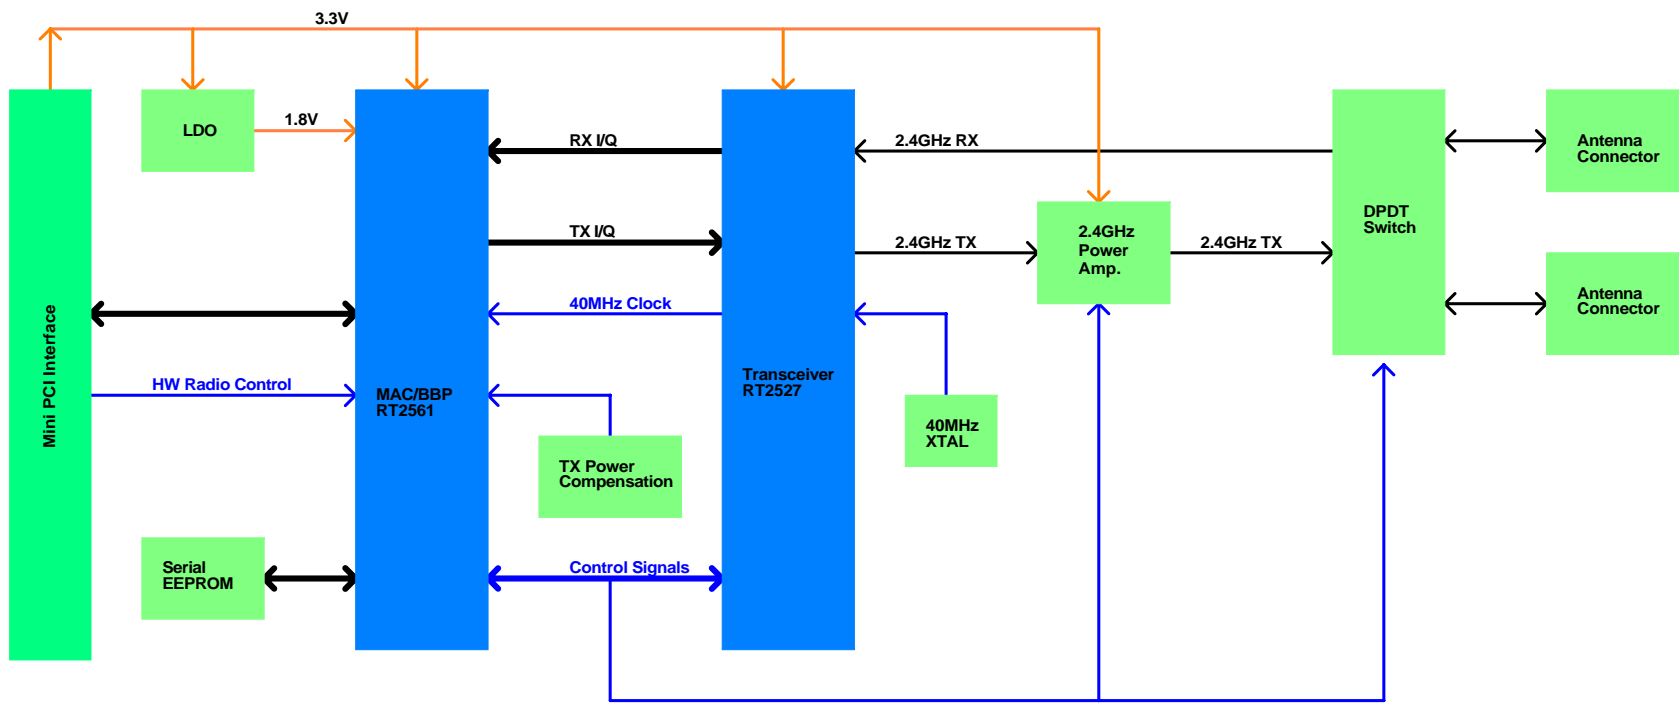 3.3V
LDO
1.8V
RX I/Q
2.4GHz RX
Antenna
Connector
TX I/Q
2.4GHz TX
2.4GHz
Power
Amp.
2.4GHz TX
DPDT
Switch
40MHz Clock
Antenna
Connector
Mini PCI Interface
HW Radio Control
MAC/BBP
RT2561
Transceiver
RT2527
40MHz
XTAL
TX Power
Compensation
Serial
EEPROM
Control Signals